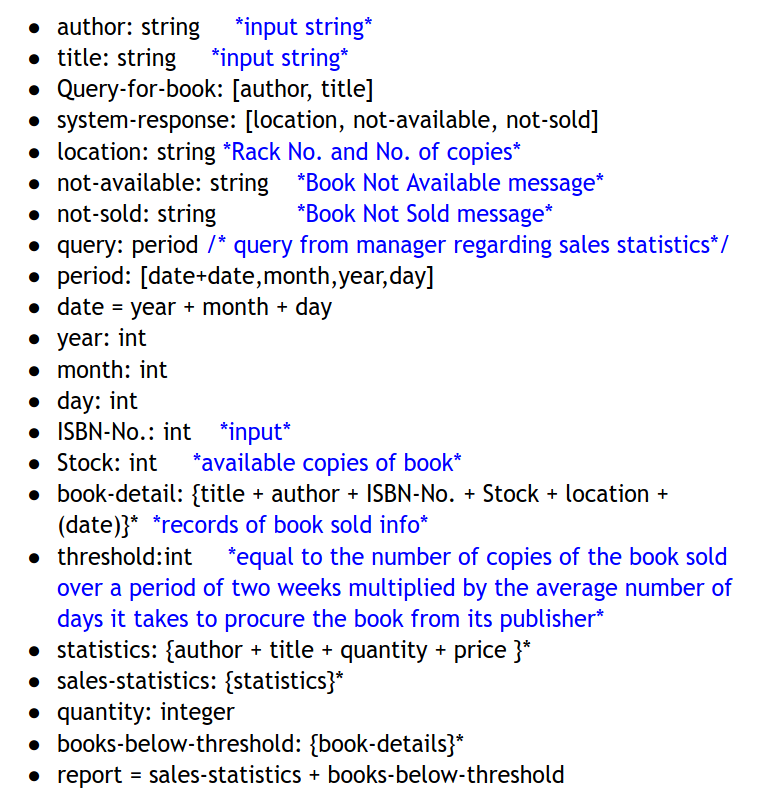 ● author: string *input string*
● title: string *input string*
● Query-for-book: [author, title]
● system-response: [location, not-available, not-sold]
● location: string *Rack No. and No. of copies*
● not-available: string *Book Not Available message*
● not-sold: string *Book Not Sold message*
● query: period /* query from manager regarding sales statistics*/
● period: [date+date,month,year,day]
● date = year + month + day
● year: int
● month: int
● day: int
● ISBN-No.: int *input*
● Stock: int *available copies of book*
● book-detail: {title + author + ISBN-No. + Stock + location +
(date)}* *records of book sold info*
● threshold:int *equal to the number of copies of the book sold
over a period of two weeks multiplied by the average number of
days it takes to procure the book from its publisher*
● statistics: {author + title + quantity + price }*
● sales-statistics: {statistics}*
● quantity: integer
● books-below-threshold: {book-details}*
● report = sales-statistics + books-below-threshold